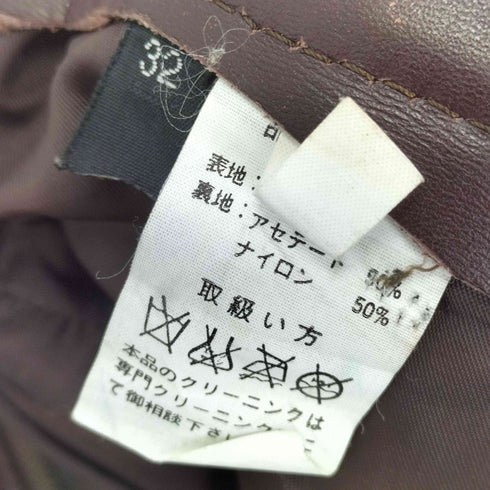 32
品
表地:
裏地:アセテート 50%
ナイロン 50%
取扱い方
本品のクリーニングは
専門クリーニング
て御相談下さい